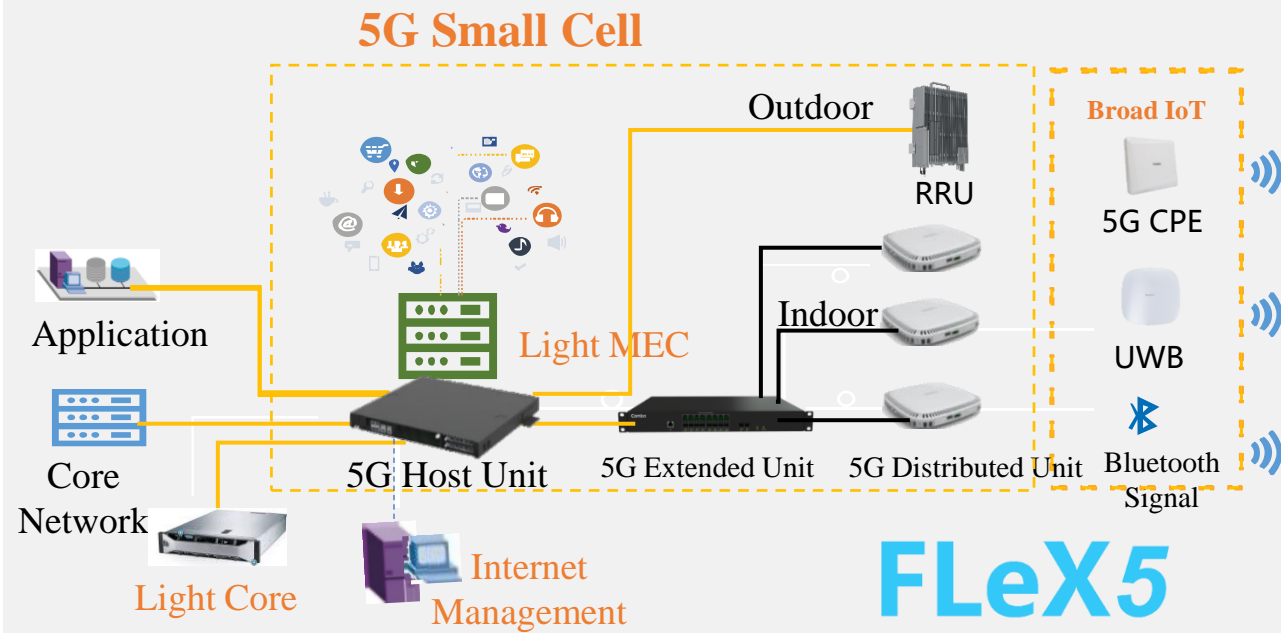 5G Small Cell
Outdoor
Broad IoT
RRU
5G CPE
Application
Light MEC
Indoor
UWB
Core
Network
5G Host Unit
5G Extended Unit
5G Distributed Unit
Bluetooth
Signal
Light Core
Internet
Management
FLeX5